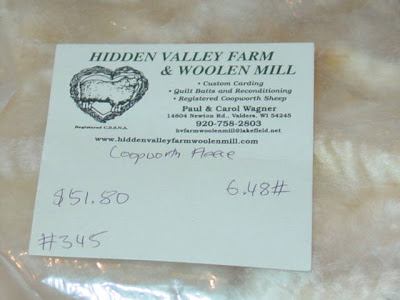 HIDDEN VALLEY FARM
& WOOLEN MILL
• Custom Carding
• Quilt Batts and Reconditioning
• Registered Coopworth Sheep
Paul & Carol Wagner
14804 Newton Rd., Valders, WI 54245
920-758-2803
hvfarmwoolenmill@lakefield.net
Registered C.S.S.N.A.
www.hiddenvalleyfarmwoolenmill.com
Coopworth Fleece
$51.80
6.48#
#345